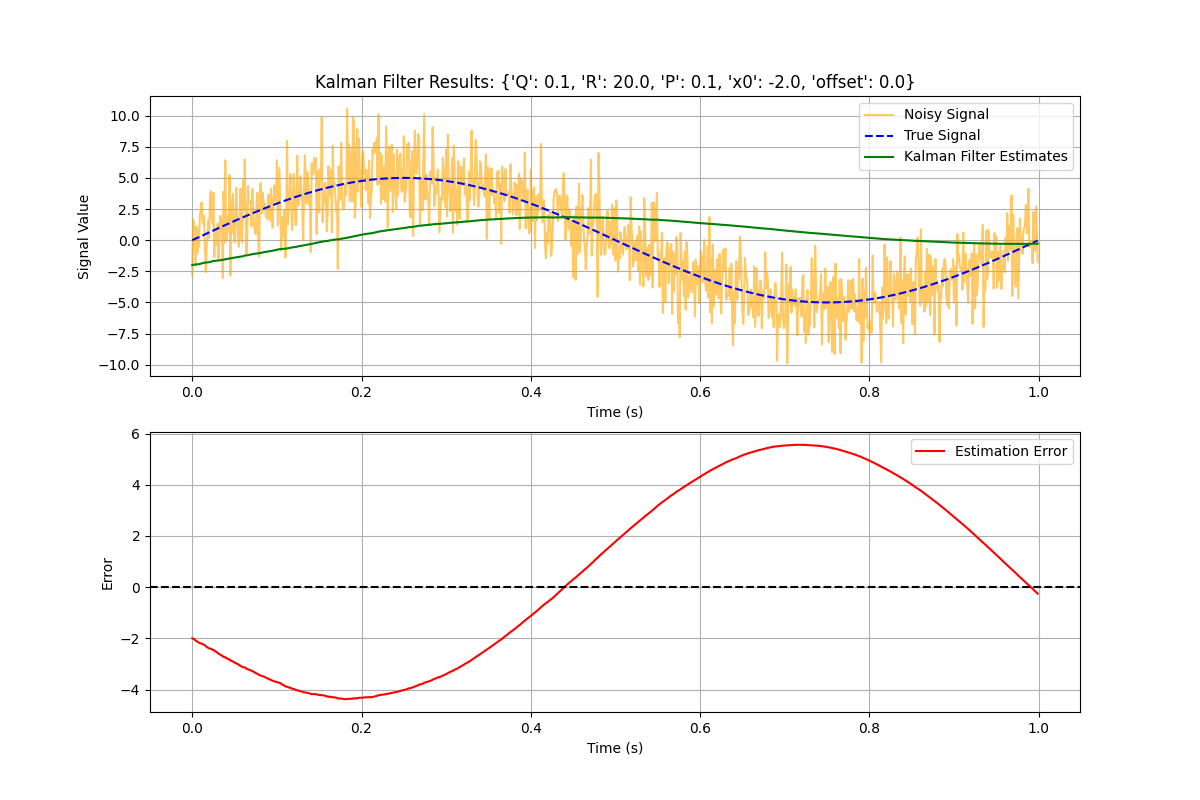 Kalman Filter Results: {'Q': 0.1, 'R': 20.0, 'P': 0.1, 'x0': -2.0, 'offset': 0.0}
Noisy Signal
True Signal
Kalman Filter Estimates
Signal Value
10.0
7.5
5.0
2.5
0.0
−2.5
−5.0
−7.5
−10.0
0.0 0.2 0.4 0.6 0.8 1.0
Time (s)
Estimation Error
Error
6
4
2
0
−2
−4
0.0 0.2 0.4 0.6 0.8 1.0
Time (s)